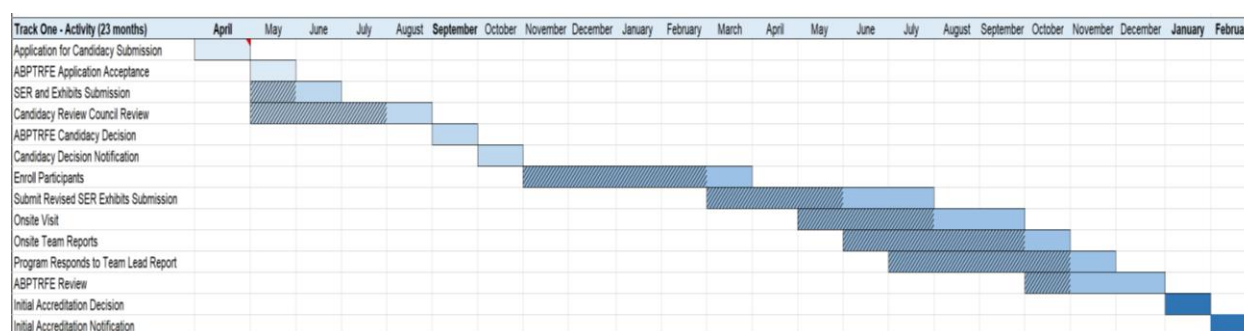 Track One - Activity (23 months) April May June July August September October November December January February March April May June July August September October November December January Februa
Application for Candidacy Submission
ABPTRFE Application Acceptance
SER and Exhibits Submission
Candidacy Review Council Review
ABPTRFE Candidacy Decision
Candidacy Decision Notification
Enroll Participants
Submit Revised SER Exhibits Submission
Onsite Visit
Onsite Team Reports
Program Responds to Team Lead Report
ABPTRFE Review
Initial Accreditation Decision
Initial Accreditation Notification